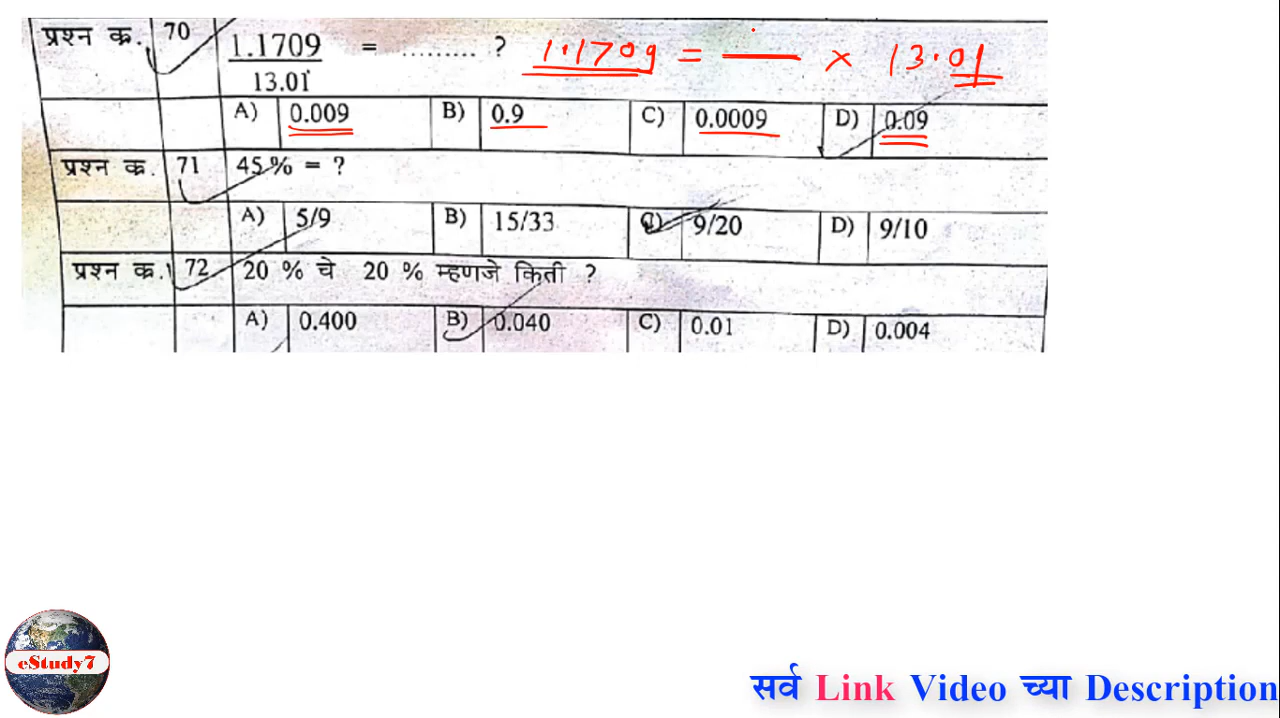 प्रश्न क्र. 70 1.1709 = ......... ? 1.1709 = ___ × 13.01
13.01
A) 0.009 B) 0.9 C) 0.0009 D) 0.09
प्रश्न क्र. 71 45% = ?
A) 5/9 B) 15/33 C) 9/20 D) 9/10
प्रश्न क्र. 72 20 % चे 20 % म्हणजे किती ?
A) 0.400 B) 0.040 C) 0.01 D) 0.004
eStudy7
सर्व Link Video च्या Description